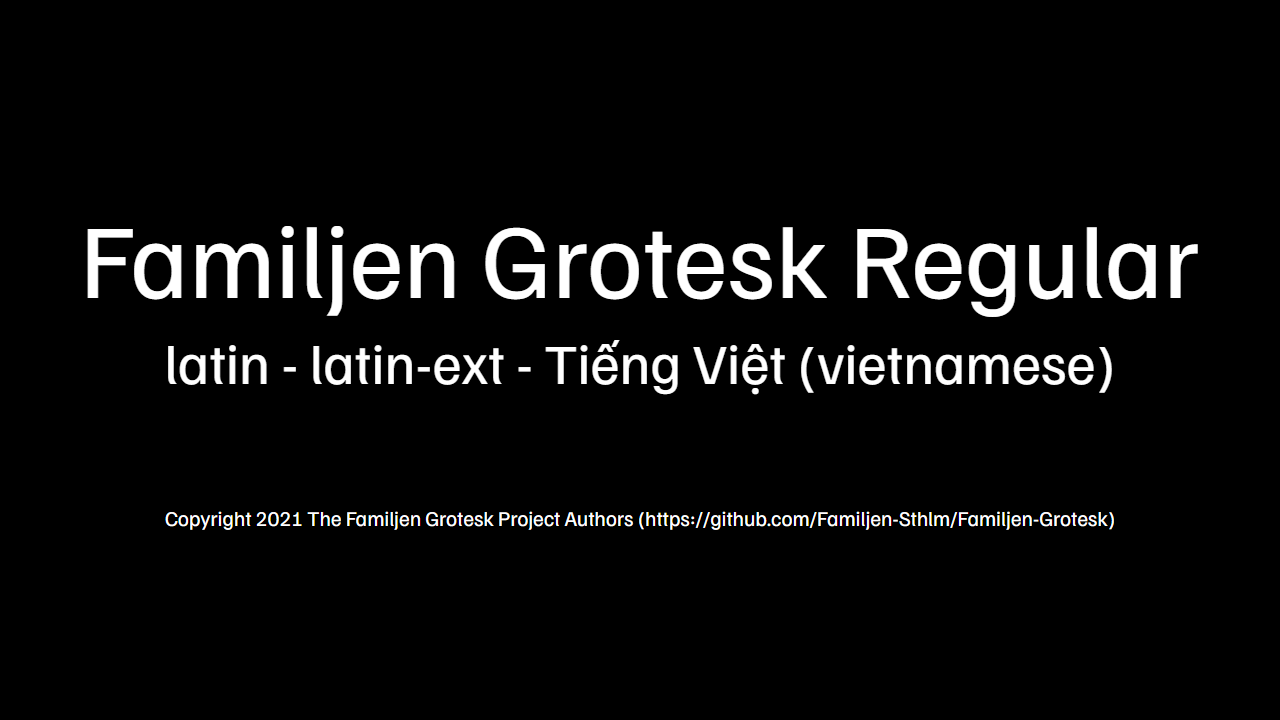 Familjen Grotesk Regular
latin - latin-ext - Tiếng Việt (vietnamese)
Copyright 2021 The Familjen Grotesk Project Authors (https://github.com/Familjen-Sthlm/Familjen-Grotesk)